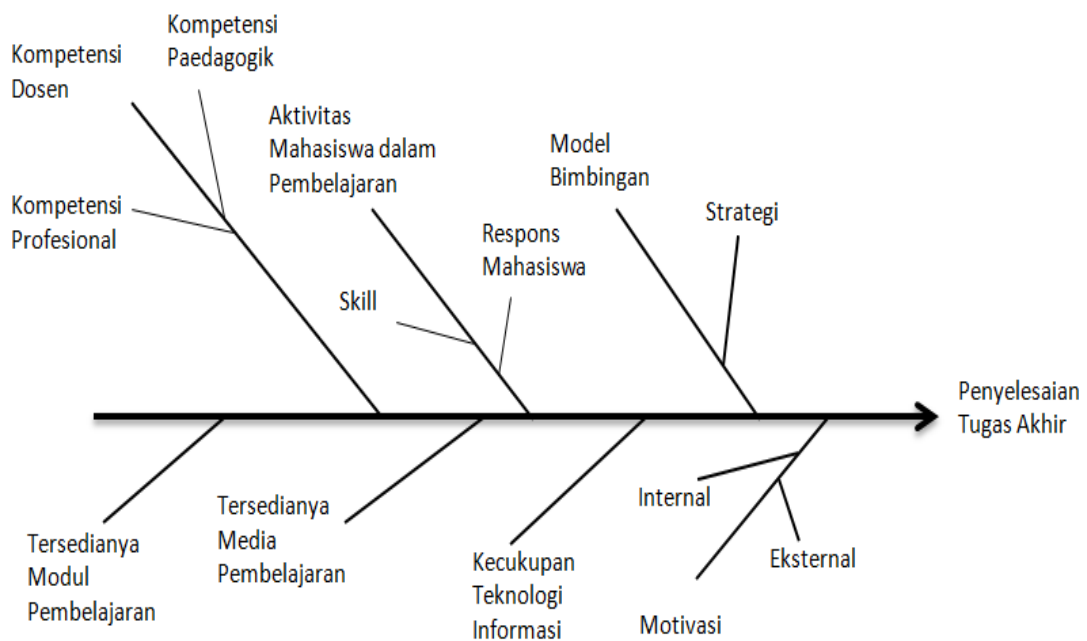 Kompetensi
Paedagogik
Kompetensi
Dosen
Aktivitas
Mahasiswa dalam
Pembelajaran
Model
Bimbingan
Kompetensi
Profesional
Strategi
Respons
Mahasiswa
Skill
Penyelesaian
Tugas Akhir
Internal
Tersedianya
Media
Pembelajaran
Tersedianya
Modul
Pembelajaran
Kecukupan
Teknologi
Informasi
Eksternal
Motivasi